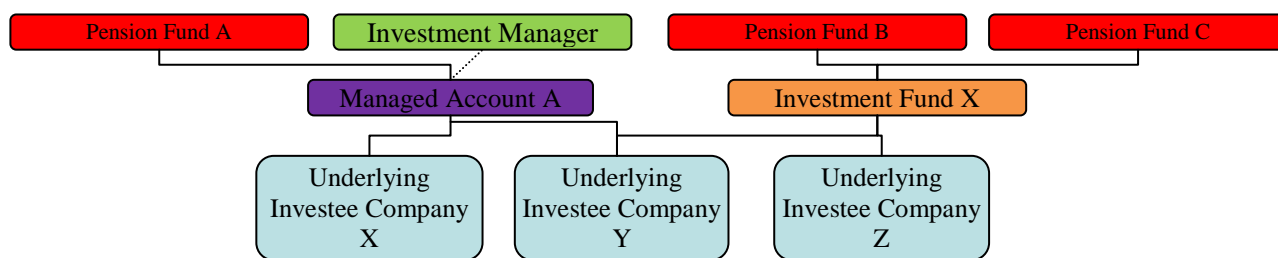 Pension Fund A
Investment Manager
Pension Fund B
Pension Fund C
Managed Account A
Investment Fund X
Underlying
Investee Company
X
Underlying
Investee Company
Y
Underlying
Investee Company
Z